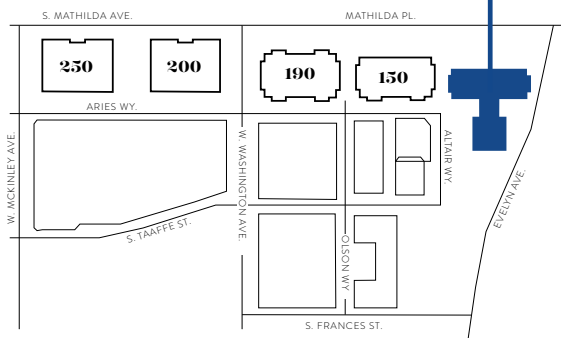 S. MATHILDA AVE.
MATHILDA PL.
250
200
190
150
ARIES WY.
W. MCKINLEY AVE.
W. WASHINGTON AVE.
ALTAIR WY.
EVELYN AVE.
S. TAAFFE ST.
OLSON WY
S. FRANCES ST.